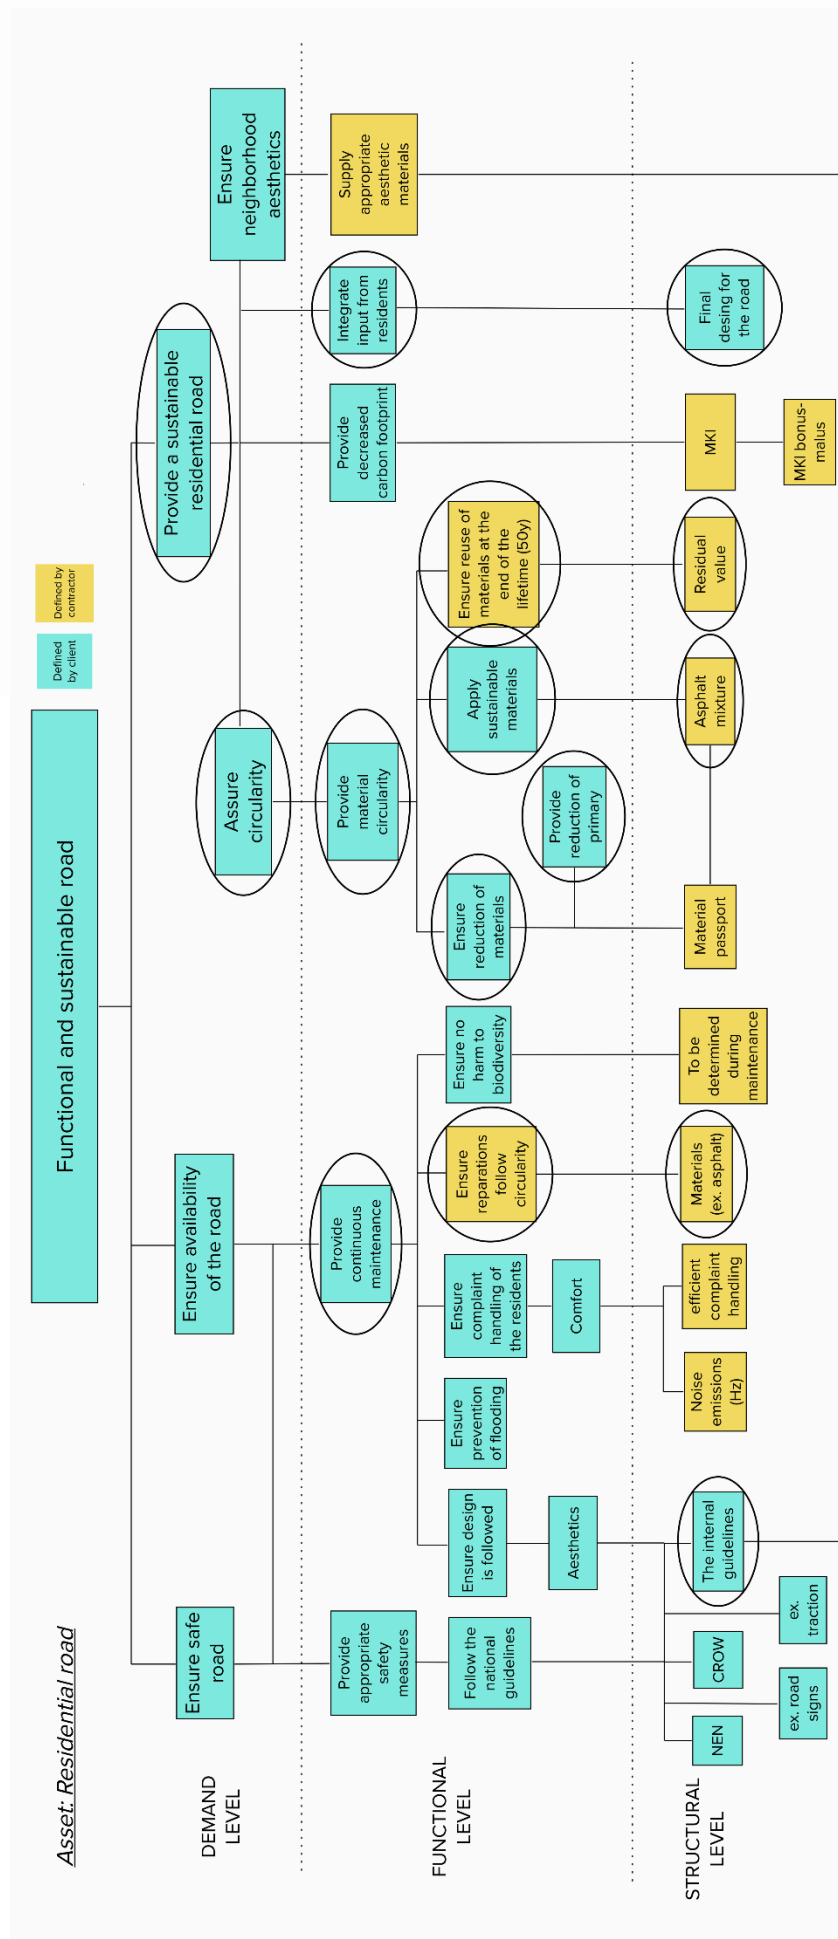 Asset: Residential road
Functional and sustainable road
Defined
by client
Defined by
contractor
DEMAND
LEVEL
Ensure safe
road
Ensure availability
of the road
Provide a sustainable
residential road
Assure
circularity
Ensure
neighborhood
aesthetics
FUNCTIONAL
LEVEL
Provide
appropriate
safety
measures
Provide
continuous
maintenance
Provide
material
circularity
Provide
decreased
carbon footprint
Integrate
input from
residents
Supply
appropriate
aesthetic
materials
Follow the
national
guidelines
Ensure design
is followed
Ensure
prevention
of flooding
Ensure
complaint
handling of
the residents
Ensure
reparations
follow
circularity
Ensure no
harm to
biodiversity
Ensure
reduction of
materials
Apply
sustainable
materials
Ensure reuse of
materials at the
end of the
lifetime (50y)
Aesthetics
Comfort
Provide
reduction of
primary
STRUCTURAL
LEVEL
NEN
CROW
The internal
guidelines
Noise
emissions
(Hz)
efficient
complaint
handling
Materials
(ex. asphalt)
To be
determined
during
maintenance
Material
passport
Asphalt
mixture
Residual
value
MKI
Final
desing for
the road
ex. road
signs
ex.
traction
MKI bonus-
malus